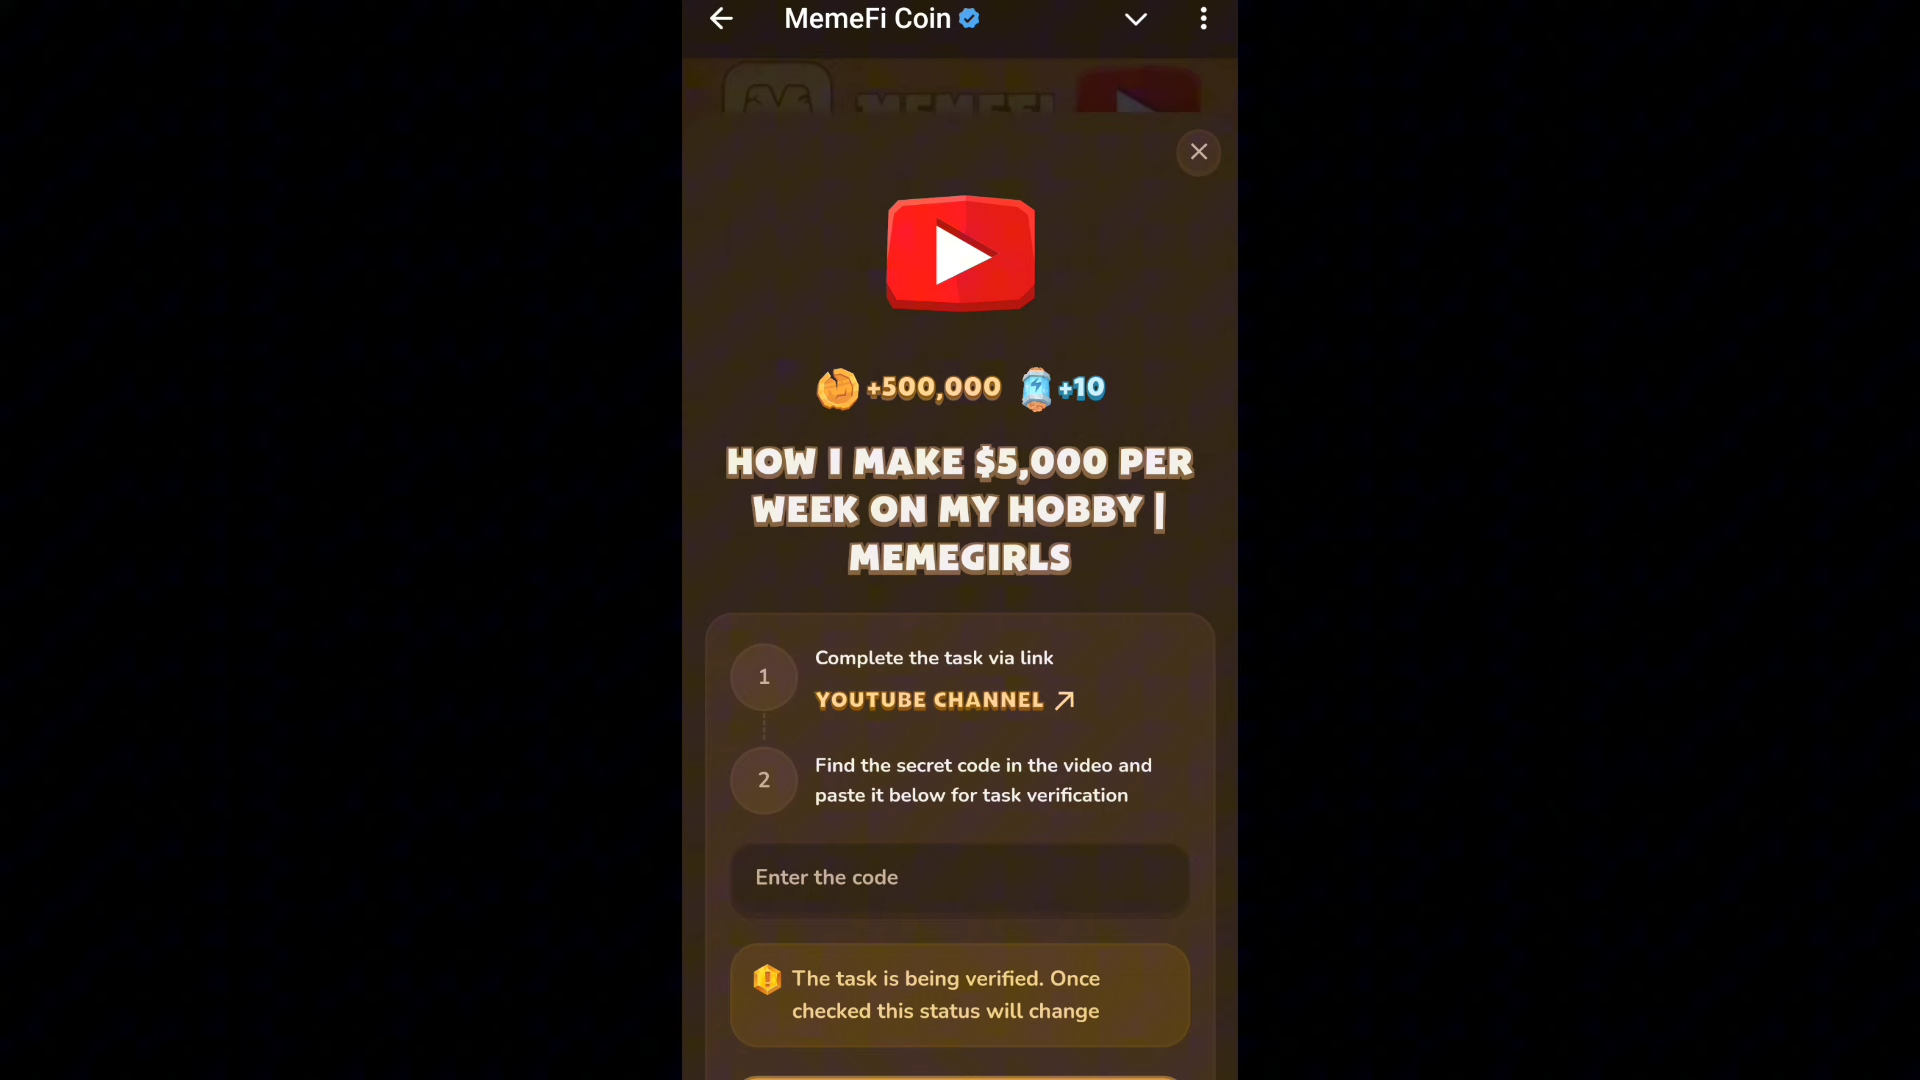 MemeFi Coin
MEMEFI
+500,000 +10
HOW I MAKE $5,000 PER
WEEK ON MY HOBBY |
MEMEGIRLS
1
Complete the task via link
YOUTUBE CHANNEL
2
Find the secret code in the video and
paste it below for task verification
Enter the code
The task is being verified. Once
checked this status will change